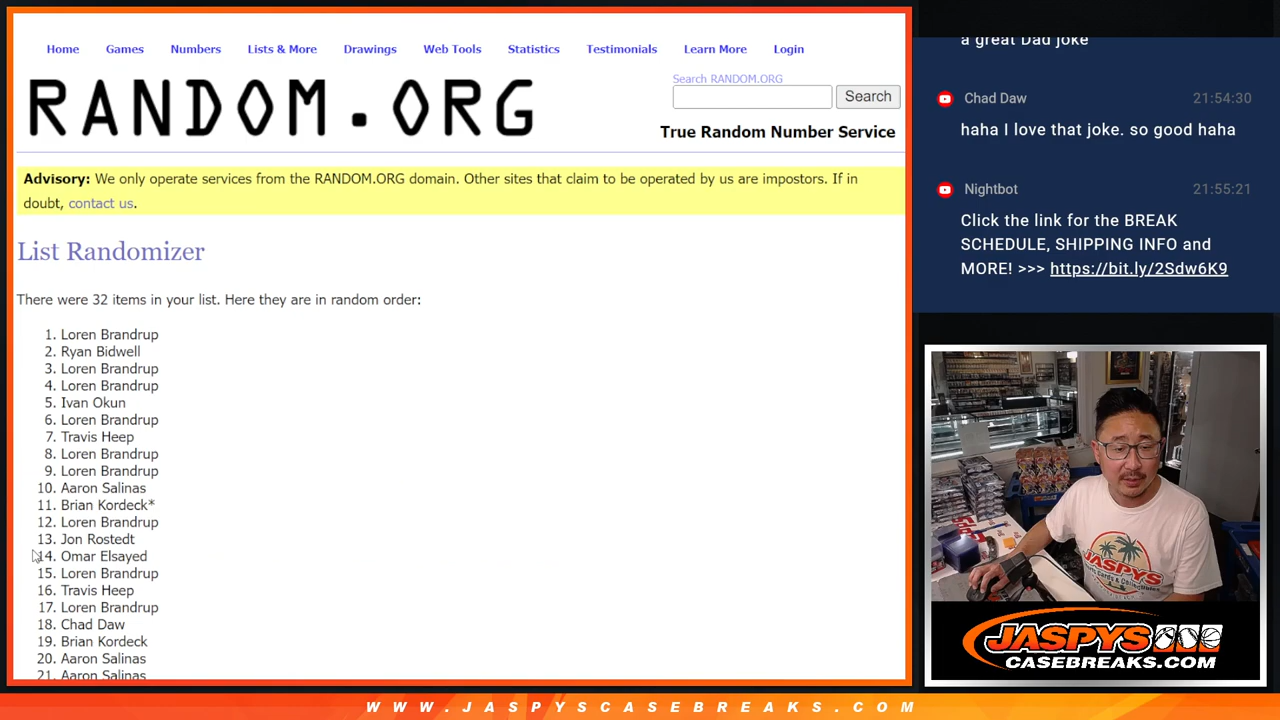 Home Games Numbers Lists & More Drawings Web Tools Statistics Testimonials Learn More Login
RANDOM.ORG
Search RANDOM.ORG
Search
True Random Number Service
Advisory: We only operate services from the RANDOM.ORG domain. Other sites that claim to be operated by us are impostors. If in
doubt, contact us.
List Randomizer
There were 32 items in your list. Here they are in random order:
1. Loren Brandrup
2. Ryan Bidwell
3. Loren Brandrup
4. Loren Brandrup
5. Ivan Okun
6. Loren Brandrup
7. Travis Heep
8. Loren Brandrup
9. Loren Brandrup
10. Aaron Salinas
11. Brian Kordeck*
12. Loren Brandrup
13. Jon Rostedt
14. Omar Elsayed
15. Loren Brandrup
16. Travis Heep
17. Loren Brandrup
18. Chad Daw
19. Brian Kordeck
20. Aaron Salinas
21. Aaron Salinas
a great Dad joke
Chad Daw 21:54:30
haha I love that joke. so good haha
Nightbot 21:55:21
Click the link for the BREAK
SCHEDULE, SHIPPING INFO and
MORE! >>> https://bit.ly/2Sdw6K9
JASPYS
JASPYS
CASEBREAKS.COM
WWW.JASPYSCASEBREAKS.COM